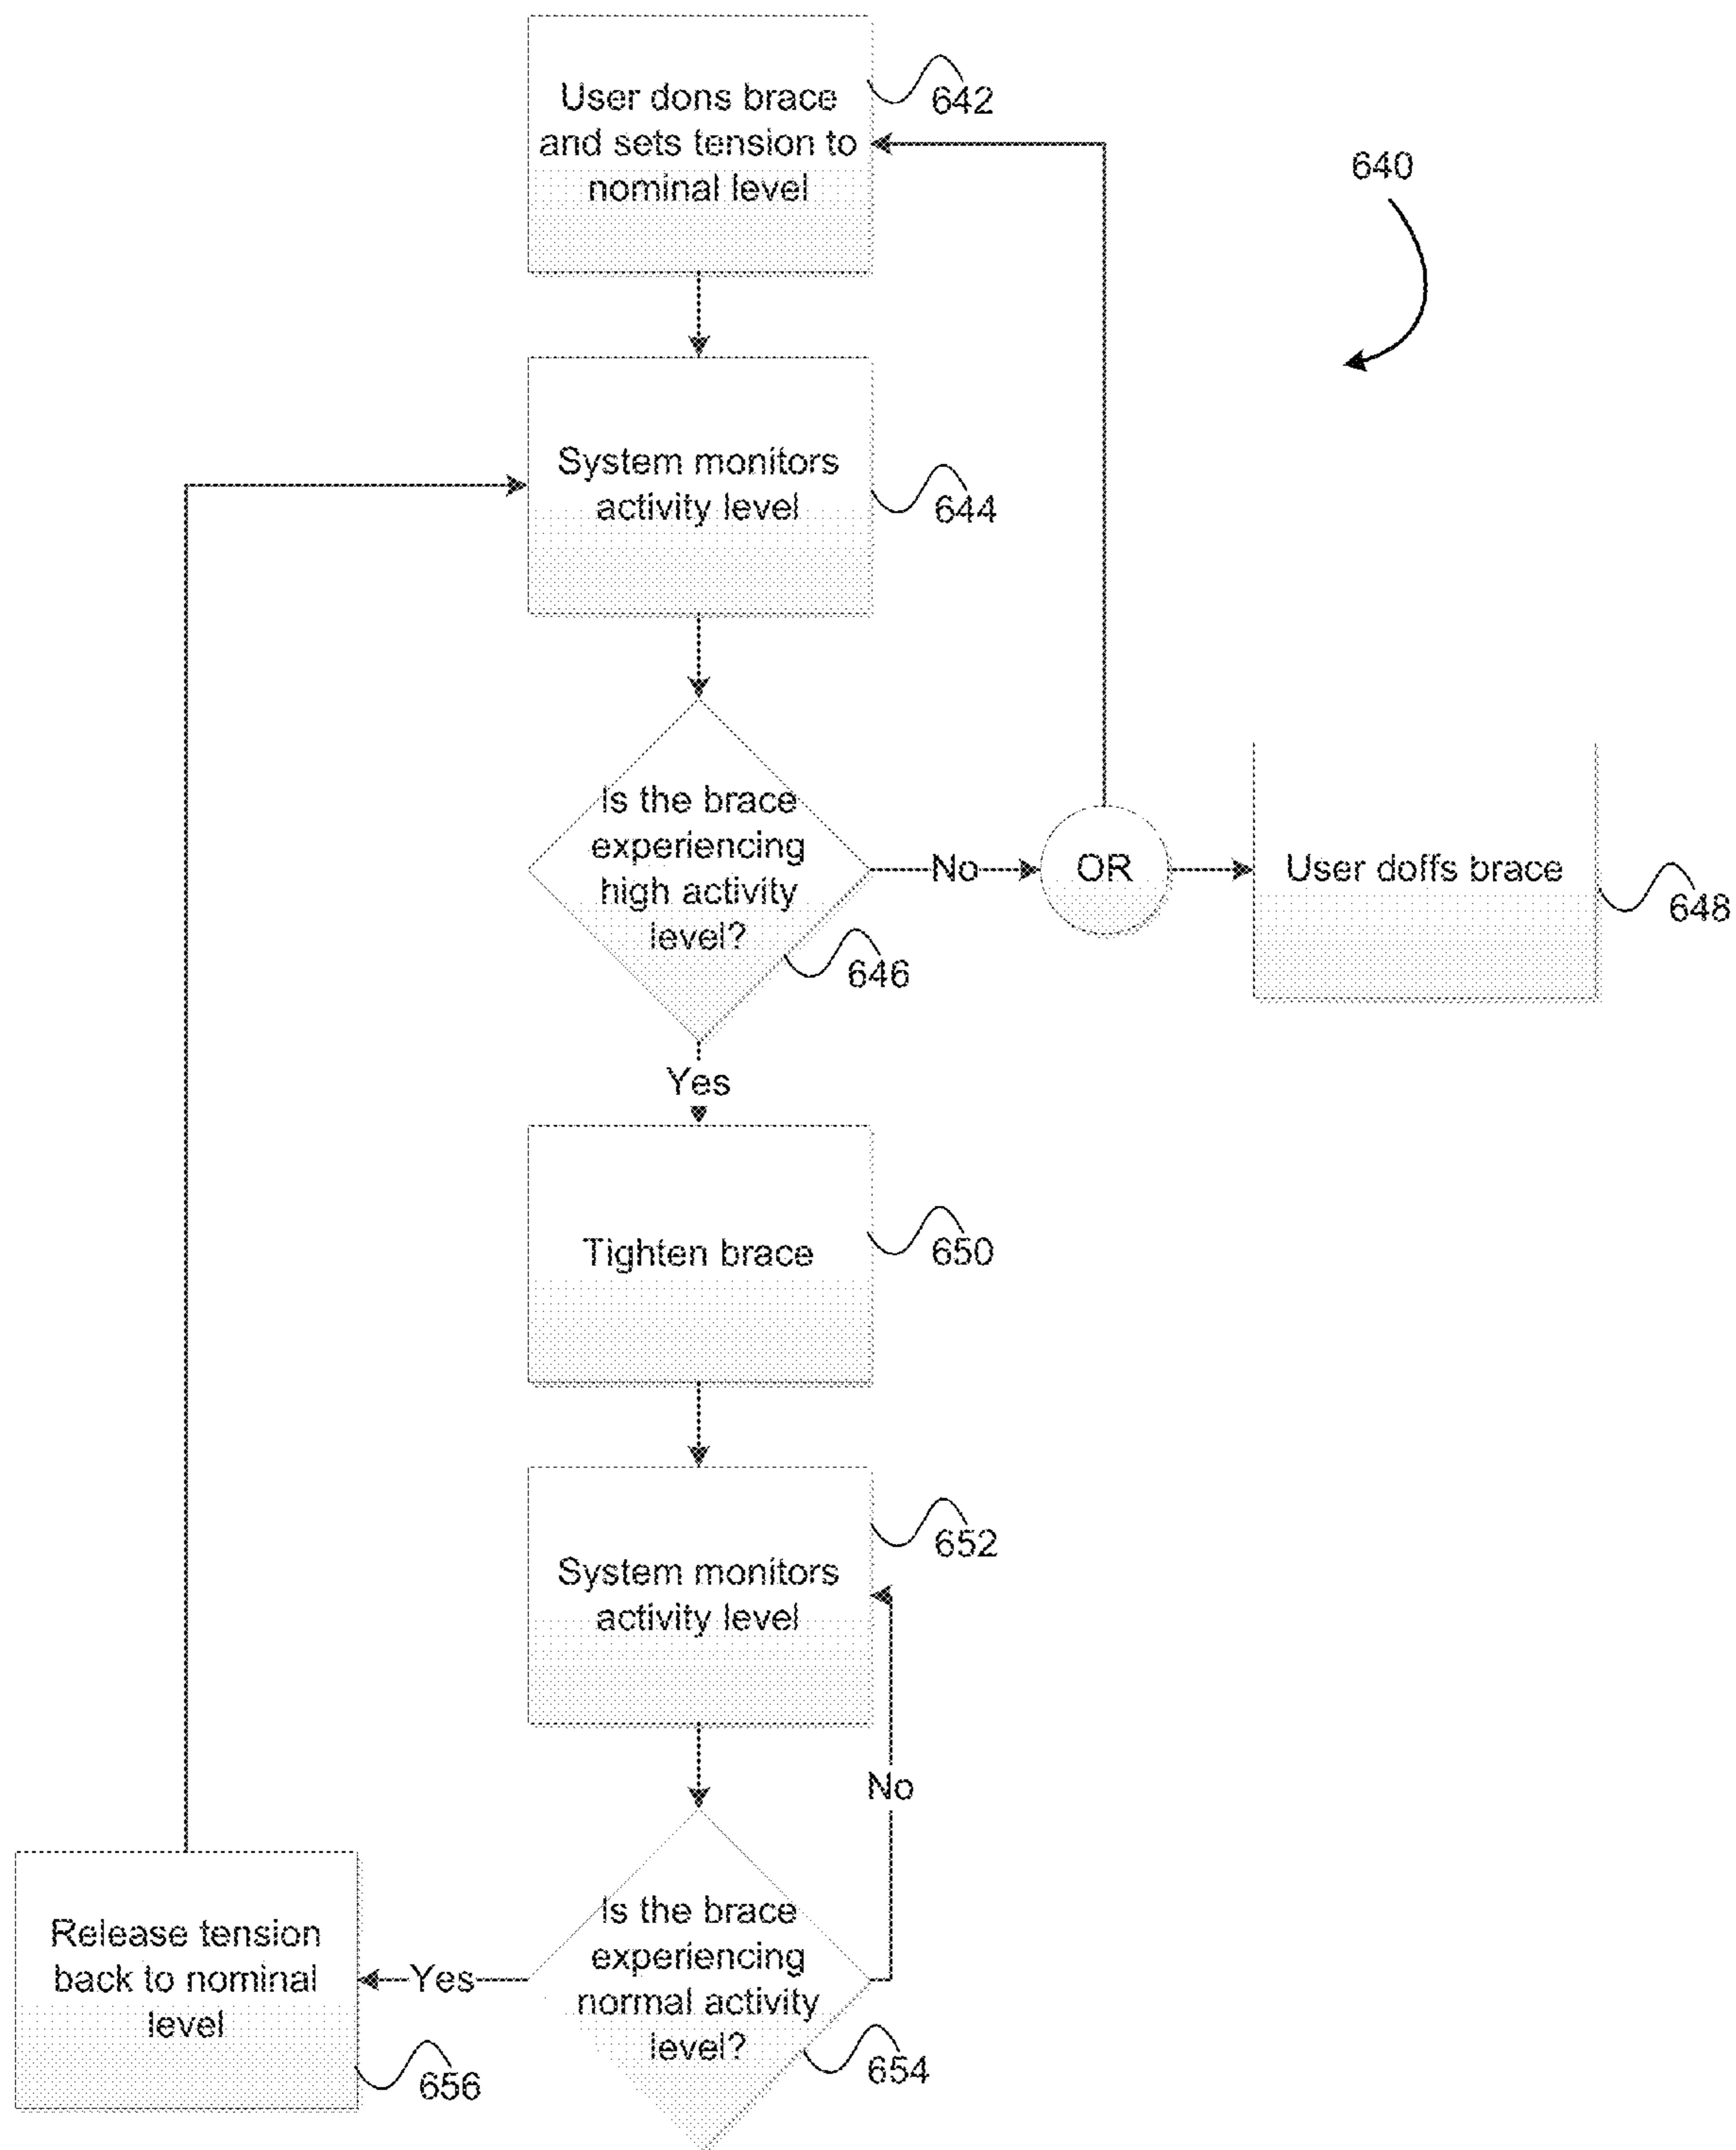 User dons brace
and sets tension to
nominal level
642
640
System monitors
activity level
644
Is the brace
experiencing
high activity
level?
646
No
OR
User doffs brace
648
Yes
Tighten brace
650
System monitors
activity level
652
No
Is the brace
experiencing
normal activity
level?
654
Yes
Release tension
back to nominal
level
656